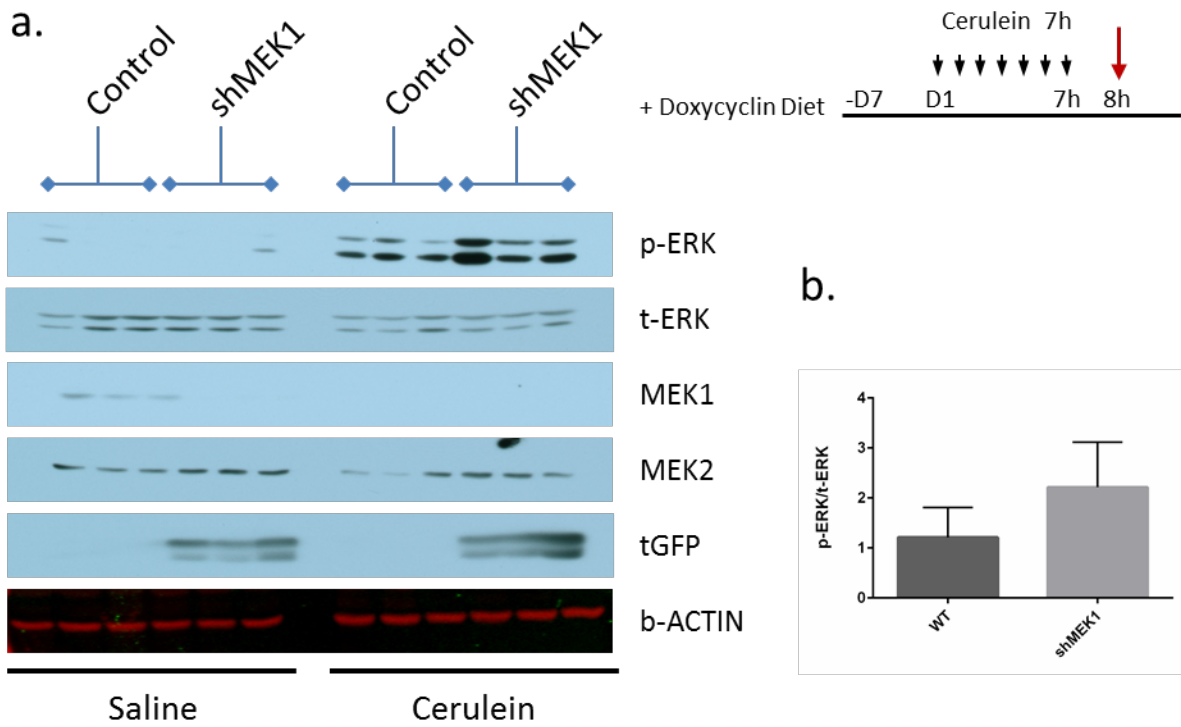 a.
Control
shMEK1
Control
shMEK1
Cerulein 7h
+ Doxycyclin Diet
-D7
D1
7h
8h
p-ERK
t-ERK
MEK1
MEK2
tGFP
b-ACTIN
Saline
Cerulein
b.
p-ERK/t-ERK
4
3
2
1
0
WT
shMEK1